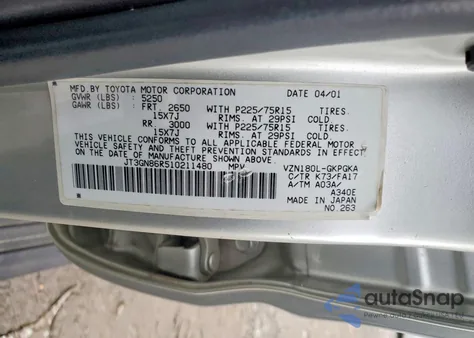 MFD.BY TOYOTA MOTOR CORPORATION DATE 04/01
GVWR (LBS) : 5250
GAWR (LBS) : FRT. 2650 WITH P225/75R15 TIRES.
15X7J RIMS. AT 29PSI COLD.
RR 3000 WITH P225/75R15 TIRES.
15X7J RIMS. AT 29PSI COLD.
THIS VEHICLE CONFORMS TO ALL APPLICABLE FEDERAL
MOTOR VEHICLE SAFETY, BUMPER AND
THEFT PREVENTION STANDARDS IN EFFECT ON
THE DATE OF MANUFACTURE SHOWN ABOVE.
JT3GN86R510211480 MPV
VZN180L-GKPGKA
C/TR K73/FA17
A/TM A03A/
A340E
MADE IN JAPAN
NO.263
autoSnap